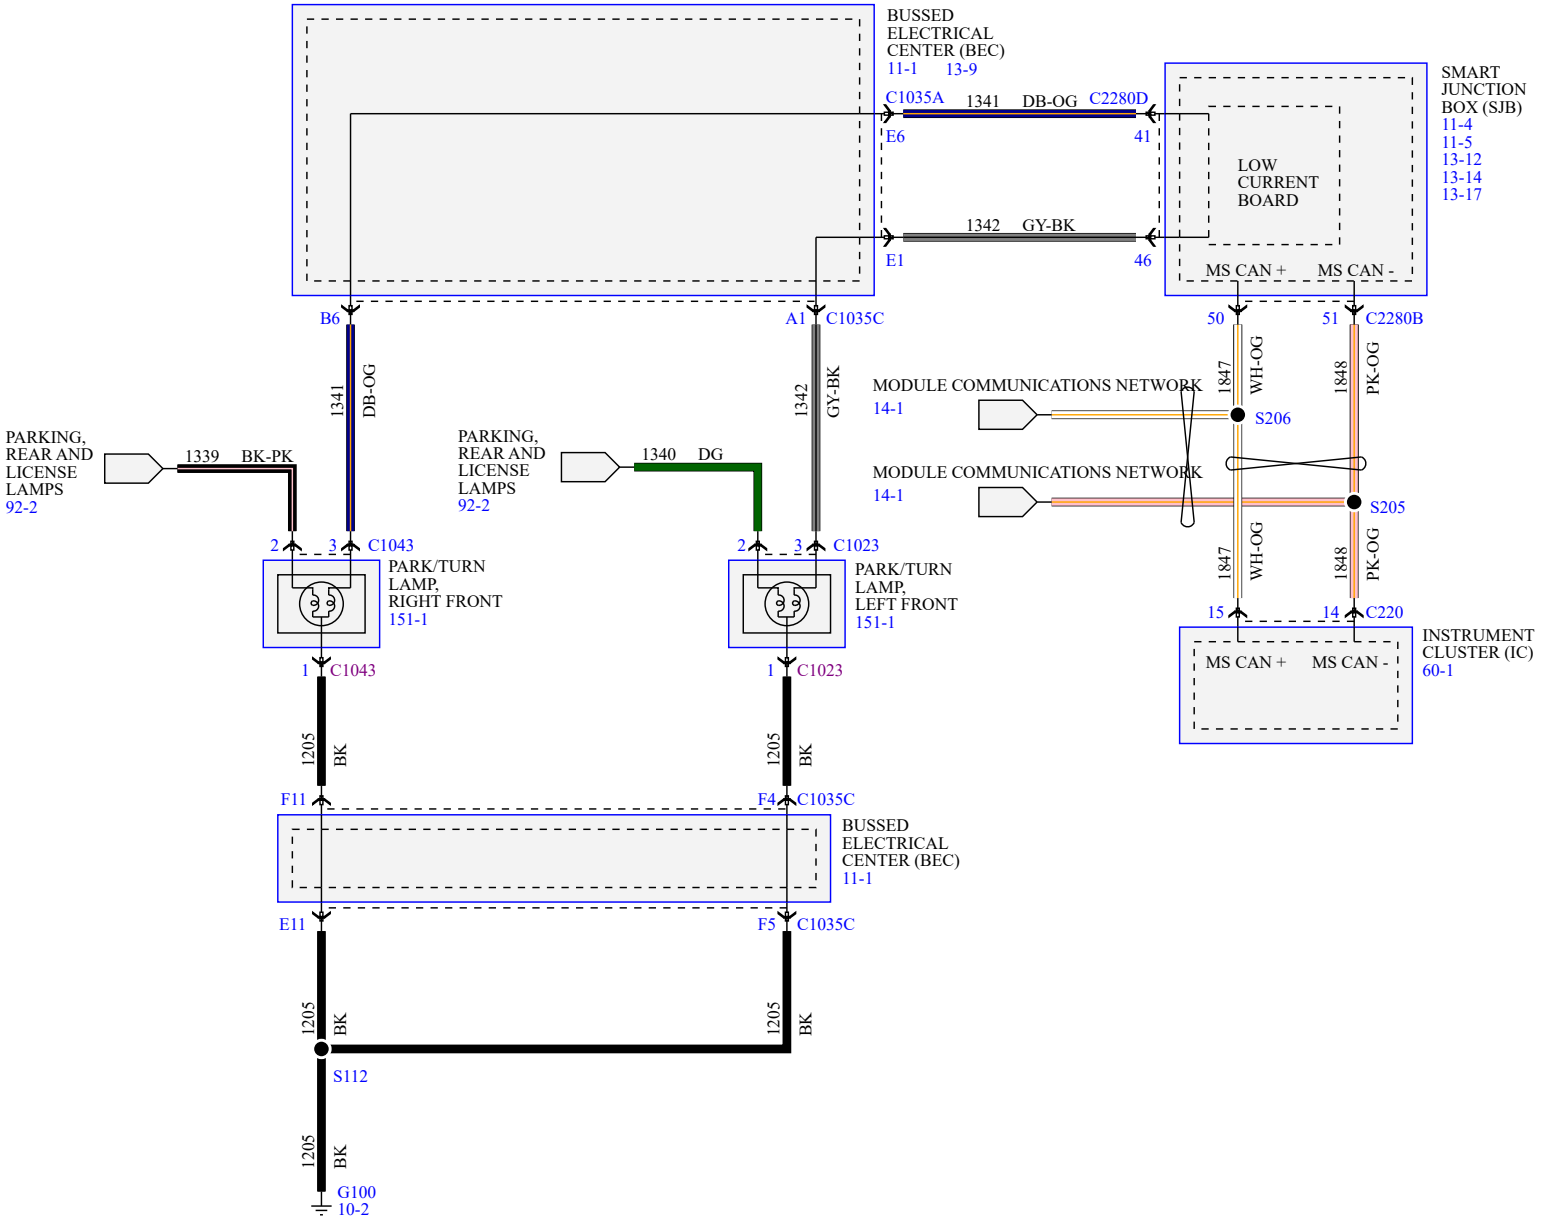 BUSSED
ELECTRICAL
CENTER (BEC)
11-1 13-9
SMART
JUNCTION
BOX (SJB)
11-4
11-5
13-12
13-14
13-17
C1035A 1341 DB-OG C2280D
E6 41
LOW
CURRENT
BOARD
1342 GY-BK
E1 46
MS CAN + MS CAN -
B6 A1 C1035C 50 51 C2280B
1341 DB-OG
1342 GY-BK
1847 WH-OG
1848 PK-OG
MODULE COMMUNICATIONS NETWORK
14-1
S206
PARKING,
REAR AND
LICENSE
LAMPS
92-2
1339 BK-PK
PARKING,
REAR AND
LICENSE
LAMPS
92-2
1340 DG
MODULE COMMUNICATIONS NETWORK
14-1
S205
1847 WH-OG
1848 PK-OG
2 3 C1043
2 3 C1023
PARK/TURN
LAMP,
RIGHT FRONT
151-1
PARK/TURN
LAMP,
LEFT FRONT
151-1
15 14 C220
INSTRUMENT
CLUSTER (IC)
60-1
MS CAN + MS CAN -
1 C1043
1 C1023
1205 BK
1205 BK
F11 F4 C1035C
BUSSED
ELECTRICAL
CENTER (BEC)
11-1
E11 F5 C1035C
1205 BK
1205 BK
S112
1205 BK
G100
10-2